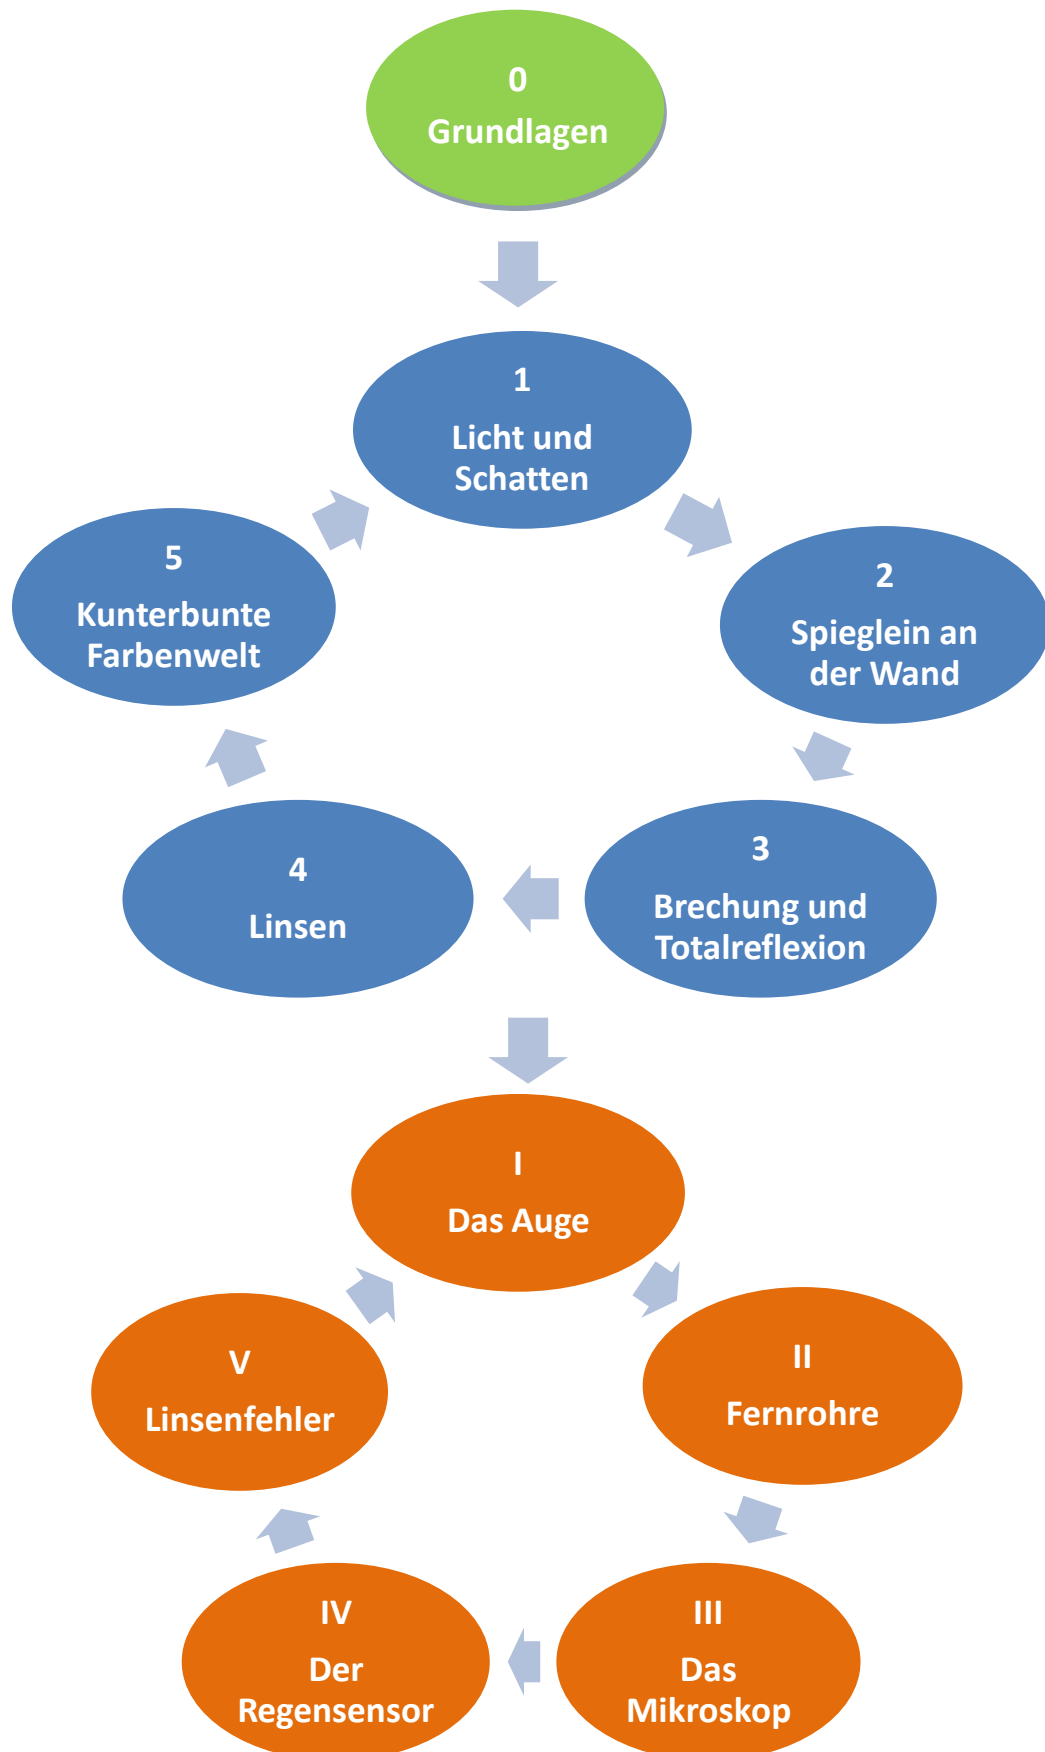 0
Grundlagen
1
Licht und
Schatten
2
Spieglein an
der Wand
3
Brechung und
Totalreflexion
4
Linsen
5
Kunterbunte
Farbenwelt
I
Das Auge
II
Fernrohre
III
Das
Mikroskop
IV
Der
Regensensor
V
Linsenfehler